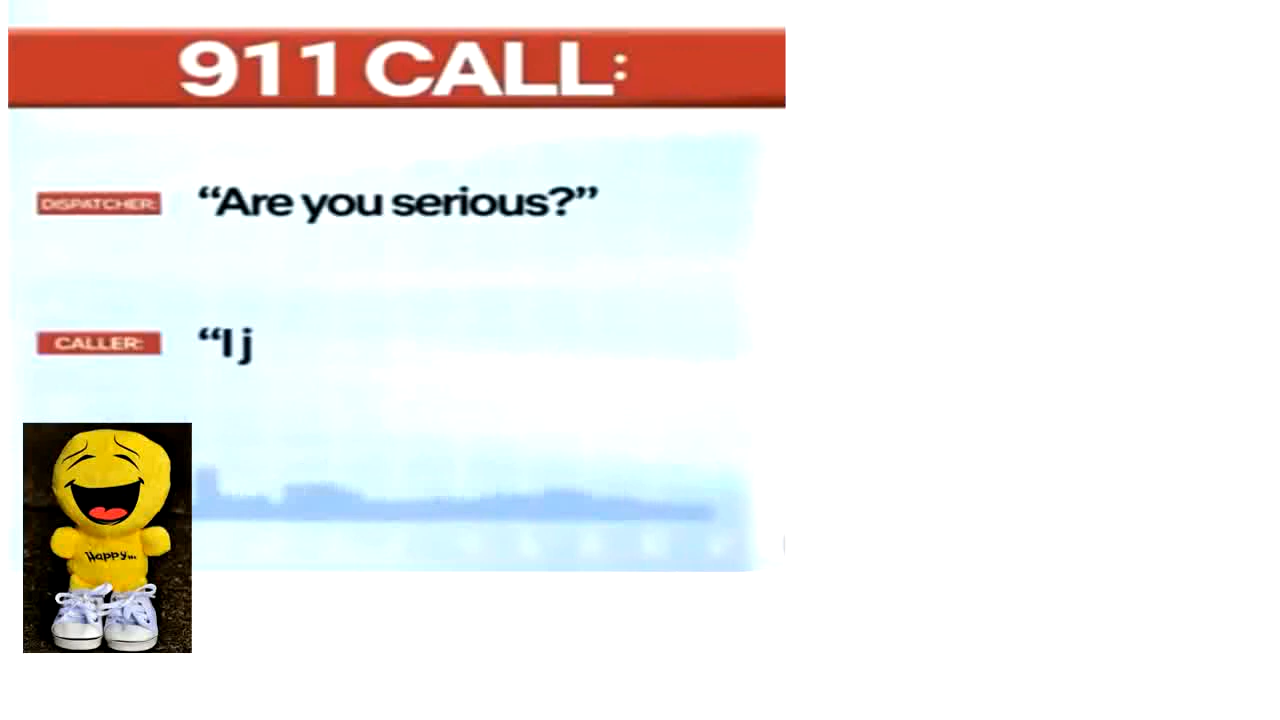 911 CALL:
DISPATCHER: “Are you serious?”
CALLER: “I j
Happy...